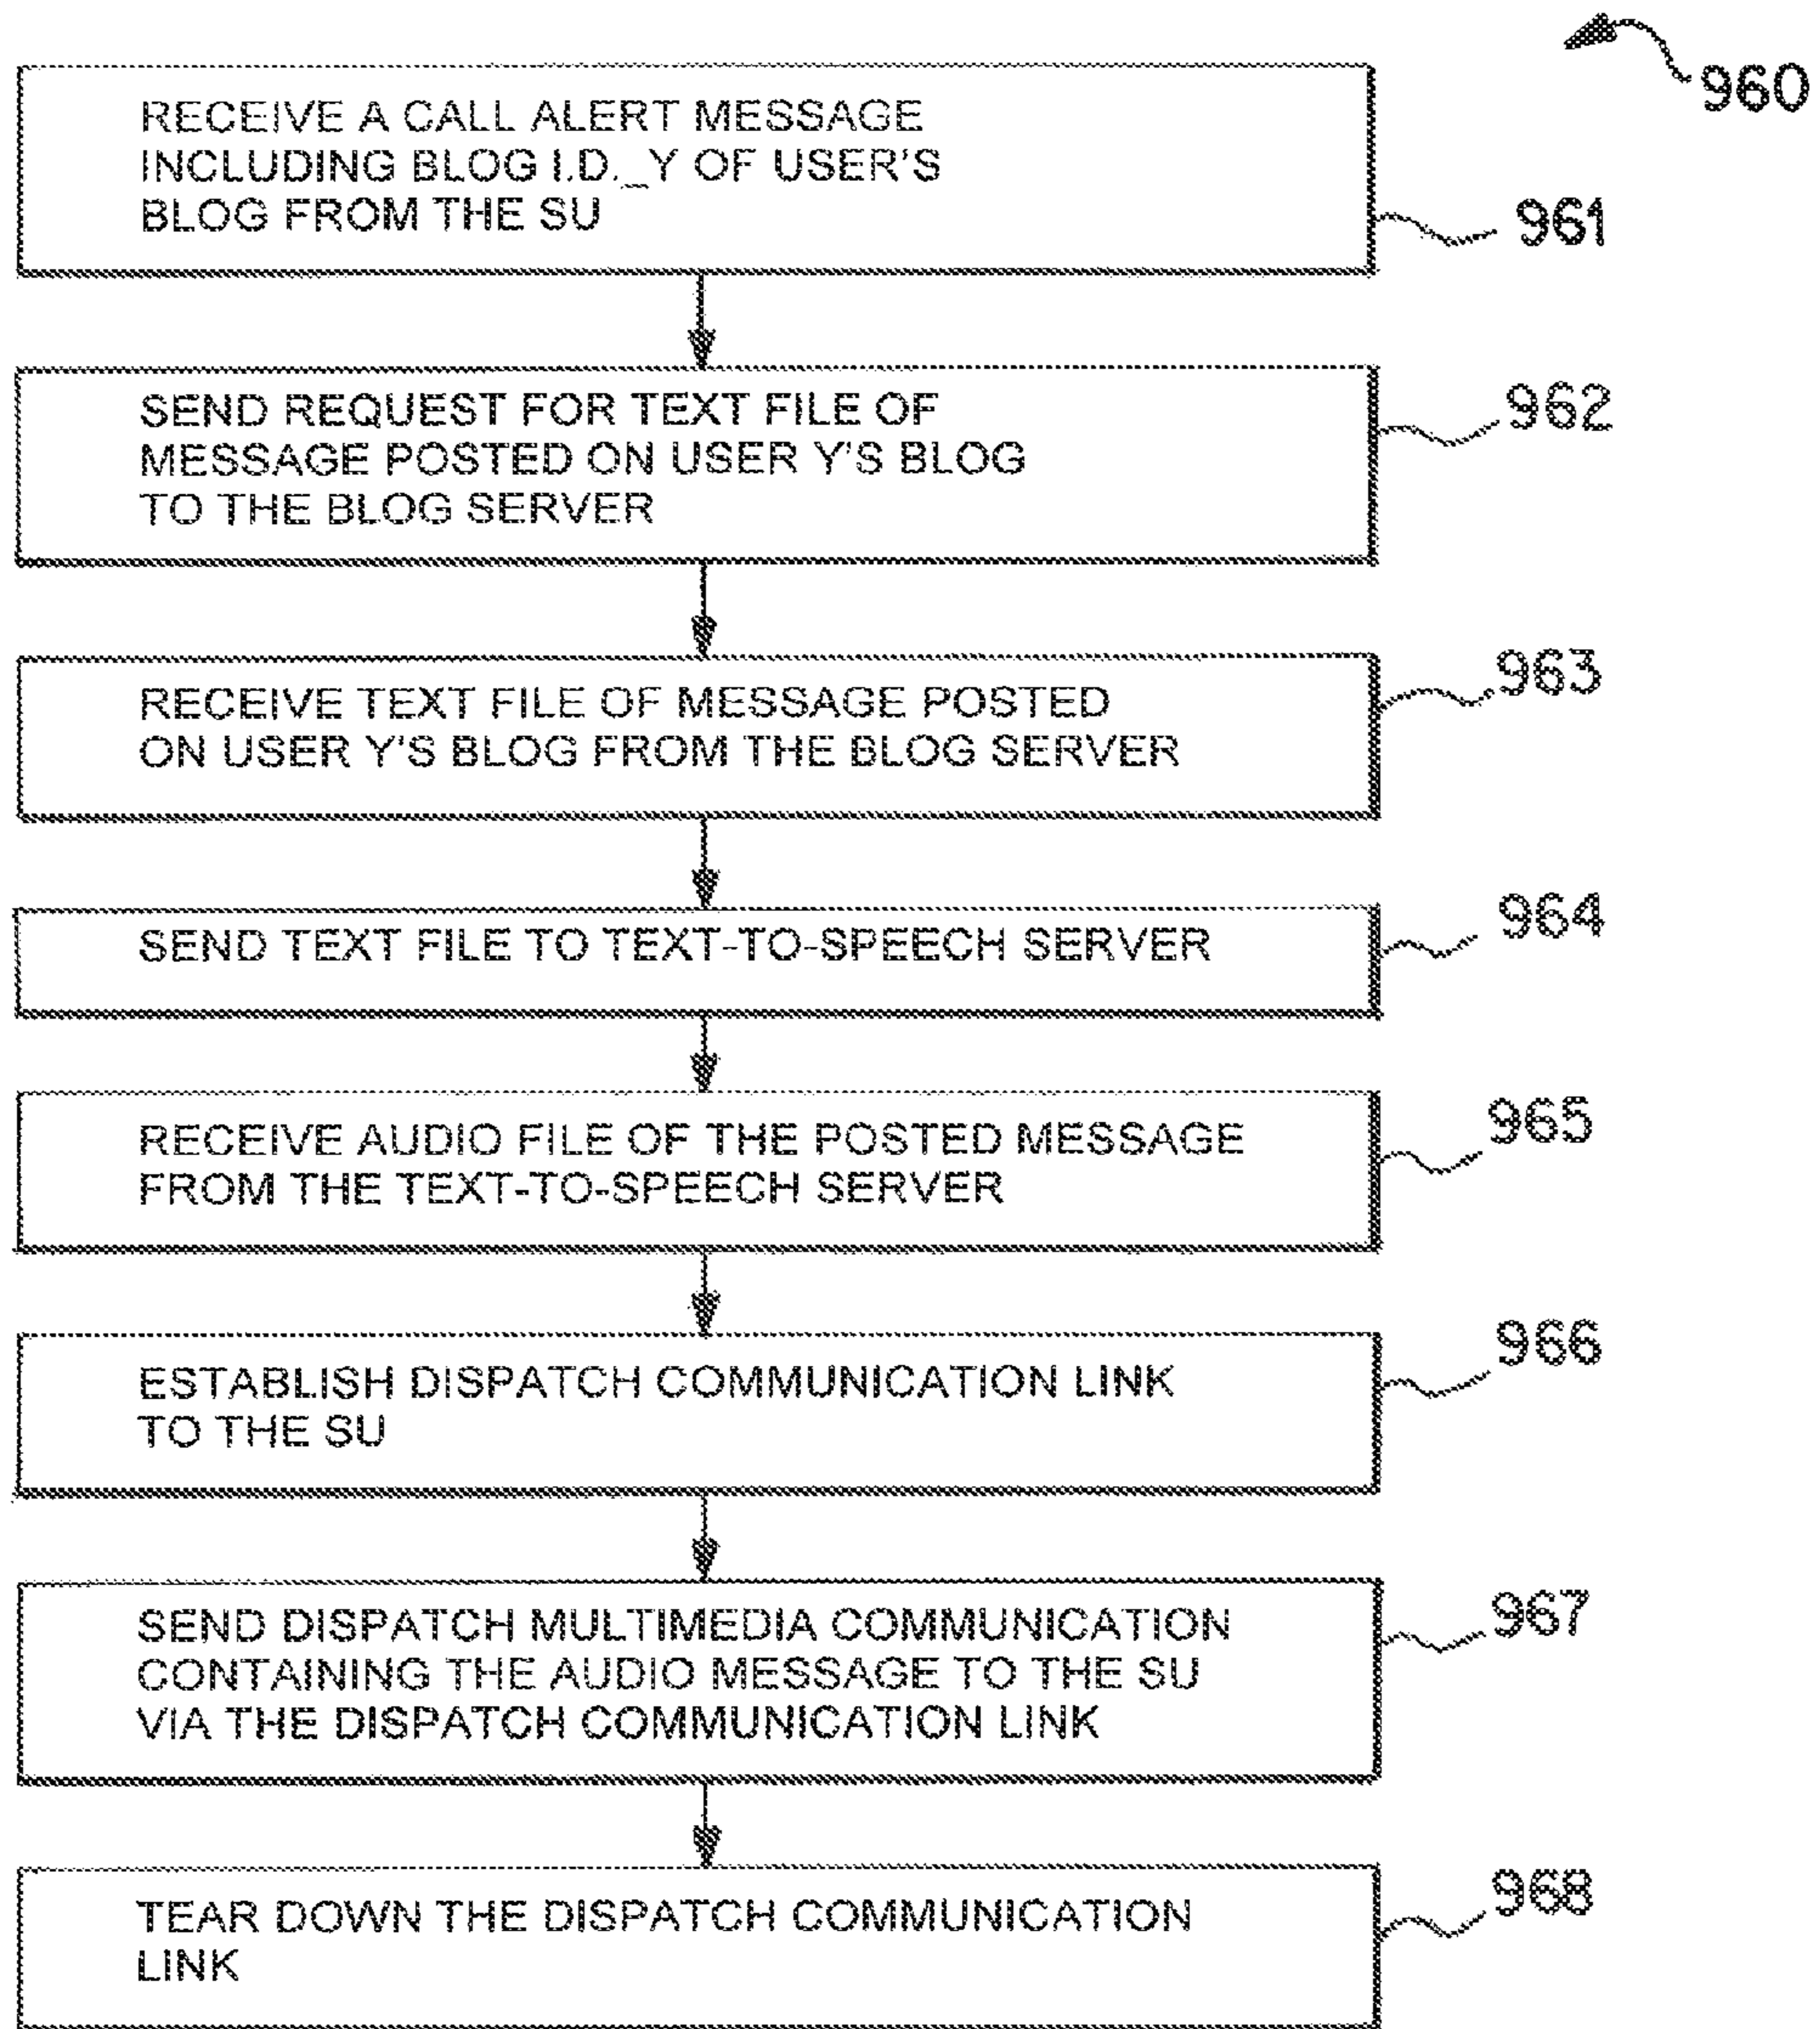 960
RECEIVE A CALL ALERT MESSAGE
INCLUDING BLOG I.D._Y OF USER'S
BLOG FROM THE SU
961
SEND REQUEST FOR TEXT FILE OF
MESSAGE POSTED ON USER Y'S BLOG
TO THE BLOG SERVER
962
RECEIVE TEXT FILE OF MESSAGE POSTED
ON USER Y'S BLOG FROM THE BLOG SERVER
963
SEND TEXT FILE TO TEXT-TO-SPEECH SERVER
964
RECEIVE AUDIO FILE OF THE POSTED MESSAGE
FROM THE TEXT-TO-SPEECH SERVER
965
ESTABLISH DISPATCH COMMUNICATION LINK
TO THE SU
966
SEND DISPATCH MULTIMEDIA COMMUNICATION
CONTAINING THE AUDIO MESSAGE TO THE SU
VIA THE DISPATCH COMMUNICATION LINK
967
TEAR DOWN THE DISPATCH COMMUNICATION
LINK
968